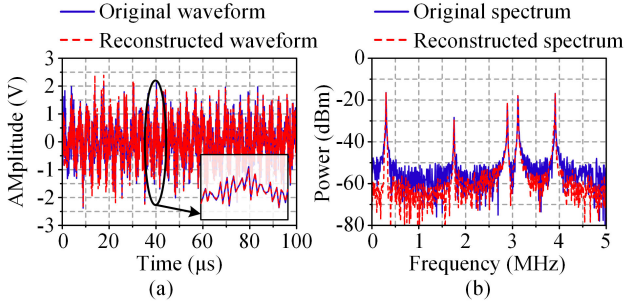 Original waveform
Reconstructed waveform
AMplitude (V)
3
2
1
0
-1
-2
-3
0 20 40 60 80 100
Time (μs)
(a)
Original spectrum
Reconstructed spectrum
Power (dBm)
0
-20
-40
-60
-80
0 1 2 3 4 5
Frequency (MHz)
(b)